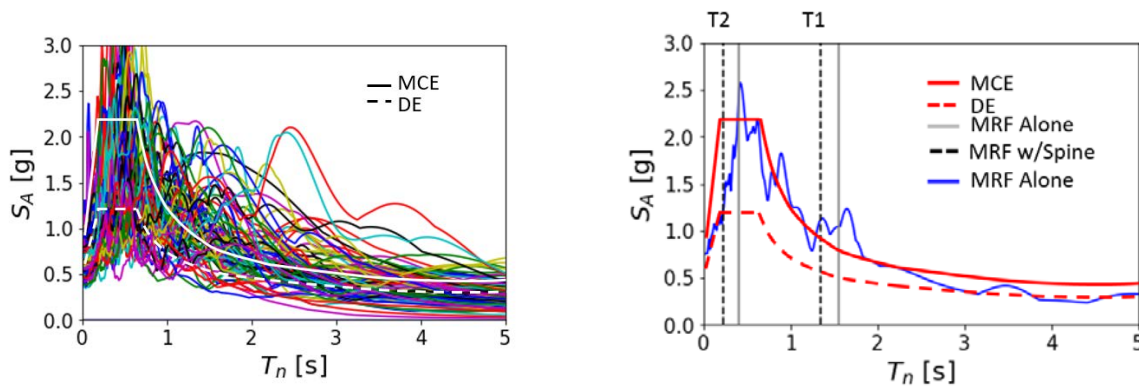 3.0
2.5
2.0
1.5
1.0
0.5
0.0
S_A [g]
0 1 2 3 4 5
T_n [s]
MCE
DE
T2 T1
3.0
2.5
2.0
1.5
1.0
0.5
0.0
S_A [g]
0 1 2 3 4 5
T_n [s]
MCE
DE
MRF Alone
MRF w/Spine
MRF Alone